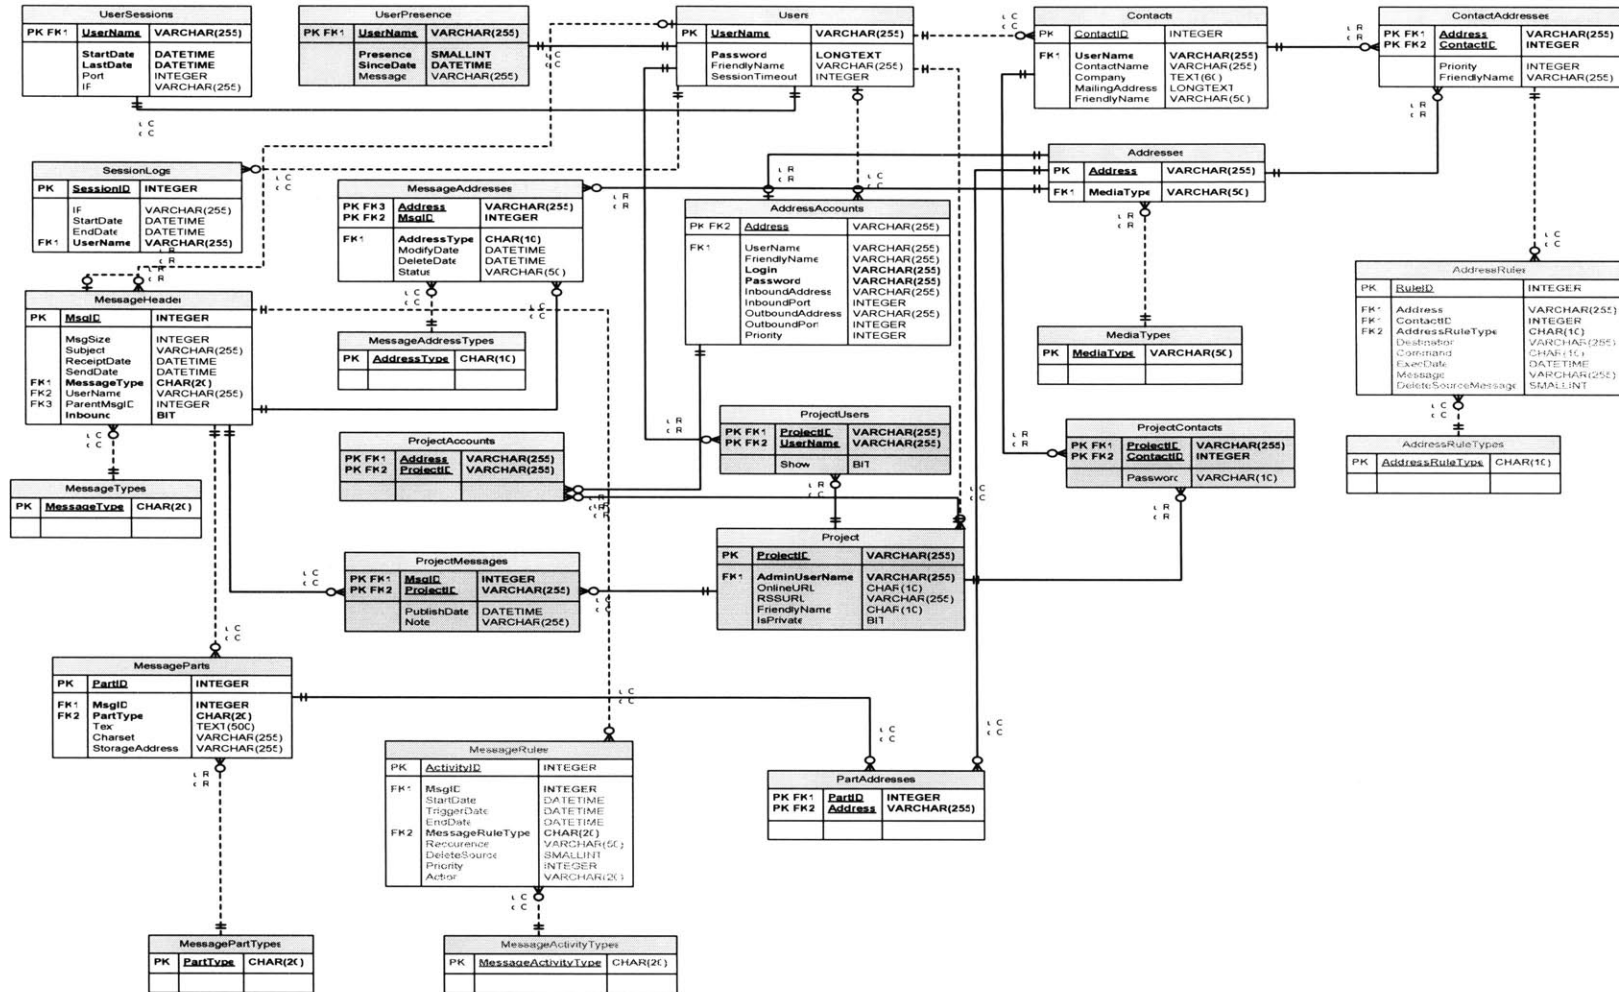 UserSessions
PK FK1 UserName VARCHAR(255)
StartDate DATETIME
LastDate DATETIME
Port INTEGER
IP VARCHAR(255)
UserPresence
PK FK1 UserName VARCHAR(255)
Presence SMALLINT
SinceDate DATETIME
Message VARCHAR(255)
Users
PK UserName VARCHAR(255)
Password LONGTEXT
FriendlyName VARCHAR(255)
SessionTimeout INTEGER
Contacts
PK ContactID INTEGER
FK1 UserName VARCHAR(255)
ContactName VARCHAR(255)
Company TEXT(60)
MailingAddress LONGTEXT
FriendlyName VARCHAR(50)
ContactAddresses
PK FK1 Address VARCHAR(255)
PK FK2 ContactID INTEGER
Priority INTEGER
FriendlyName VARCHAR(255)
SessionLogs
PK SessionID INTEGER
IP VARCHAR(255)
StartDate DATETIME
EndDate DATETIME
FK1 UserName VARCHAR(255)
MessageAddresses
PK FK3 Address VARCHAR(255)
PK FK2 MsgID INTEGER
FK1 AddressType CHAR(10)
ModifyDate DATETIME
DeleteDate DATETIME
Status VARCHAR(50)
AddressAccounts
PK FK2 Address VARCHAR(255)
FK1 UserName VARCHAR(255)
FriendlyName VARCHAR(255)
Login VARCHAR(255)
Password VARCHAR(255)
InboundAddress VARCHAR(255)
InboundPort INTEGER
OutboundAddress VARCHAR(255)
OutboundPort INTEGER
Priority INTEGER
Addresses
PK Address VARCHAR(255)
FK1 MediaType VARCHAR(50)
AddressRules
PK RuleID INTEGER
FK1 Address VARCHAR(255)
FK1 ContactID INTEGER
FK2 AddressRuleType CHAR(10)
Destination VARCHAR(255)
Command CHAR(10)
ExecDate DATETIME
Message VARCHAR(255)
DeleteSourceMessage SMALLINT
MessageHeader
PK MsgID INTEGER
MsgSize INTEGER
Subject VARCHAR(255)
ReceiptDate DATETIME
SendDate DATETIME
FK1 MessageType CHAR(20)
FK2 UserName VARCHAR(255)
FK3 ParentMsgID INTEGER
Inbound BIT
MessageAddressTypes
PK AddressType CHAR(10)
MediaTypes
PK MediaType VARCHAR(50)
ProjectAccounts
PK FK1 Address VARCHAR(255)
PK FK2 ProjectID VARCHAR(255)
ProjectUsers
PK FK1 ProjectID VARCHAR(255)
PK FK2 UserName VARCHAR(255)
Show BIT
ProjectContacts
PK FK1 ProjectID VARCHAR(255)
PK FK2 ContactID INTEGER
Password VARCHAR(10)
AddressRuleTypes
PK AddressRuleType CHAR(10)
MessageTypes
PK MessageType CHAR(20)
ProjectMessages
PK FK1 MsgID INTEGER
PK FK2 ProjectID VARCHAR(255)
PublishDate DATETIME
Note VARCHAR(255)
Project
PK ProjectID VARCHAR(255)
FK1 AdminUserName VARCHAR(255)
OnlineURL CHAR(10)
RSSURL VARCHAR(255)
FriendlyName CHAR(10)
IsPrivate BIT
MessageParts
PK PartID INTEGER
FK1 MsgID INTEGER
FK2 PartType CHAR(20)
Text TEXT(500)
Charset VARCHAR(255)
StorageAddress VARCHAR(255)
MessageRules
PK ActivityID INTEGER
FK1 MsgID INTEGER
StartDate DATETIME
TriggerDate DATETIME
EndDate DATETIME
FK2 MessageRuleType CHAR(20)
Reccurence VARCHAR(50)
DeleteSource SMALLINT
Priority INTEGER
Action VARCHAR(20)
PartAddresses
PK FK1 PartID INTEGER
PK FK2 Address VARCHAR(255)
MessagePartTypes
PK PartType CHAR(20)
MessageActivityTypes
PK MessageActivityType CHAR(20)